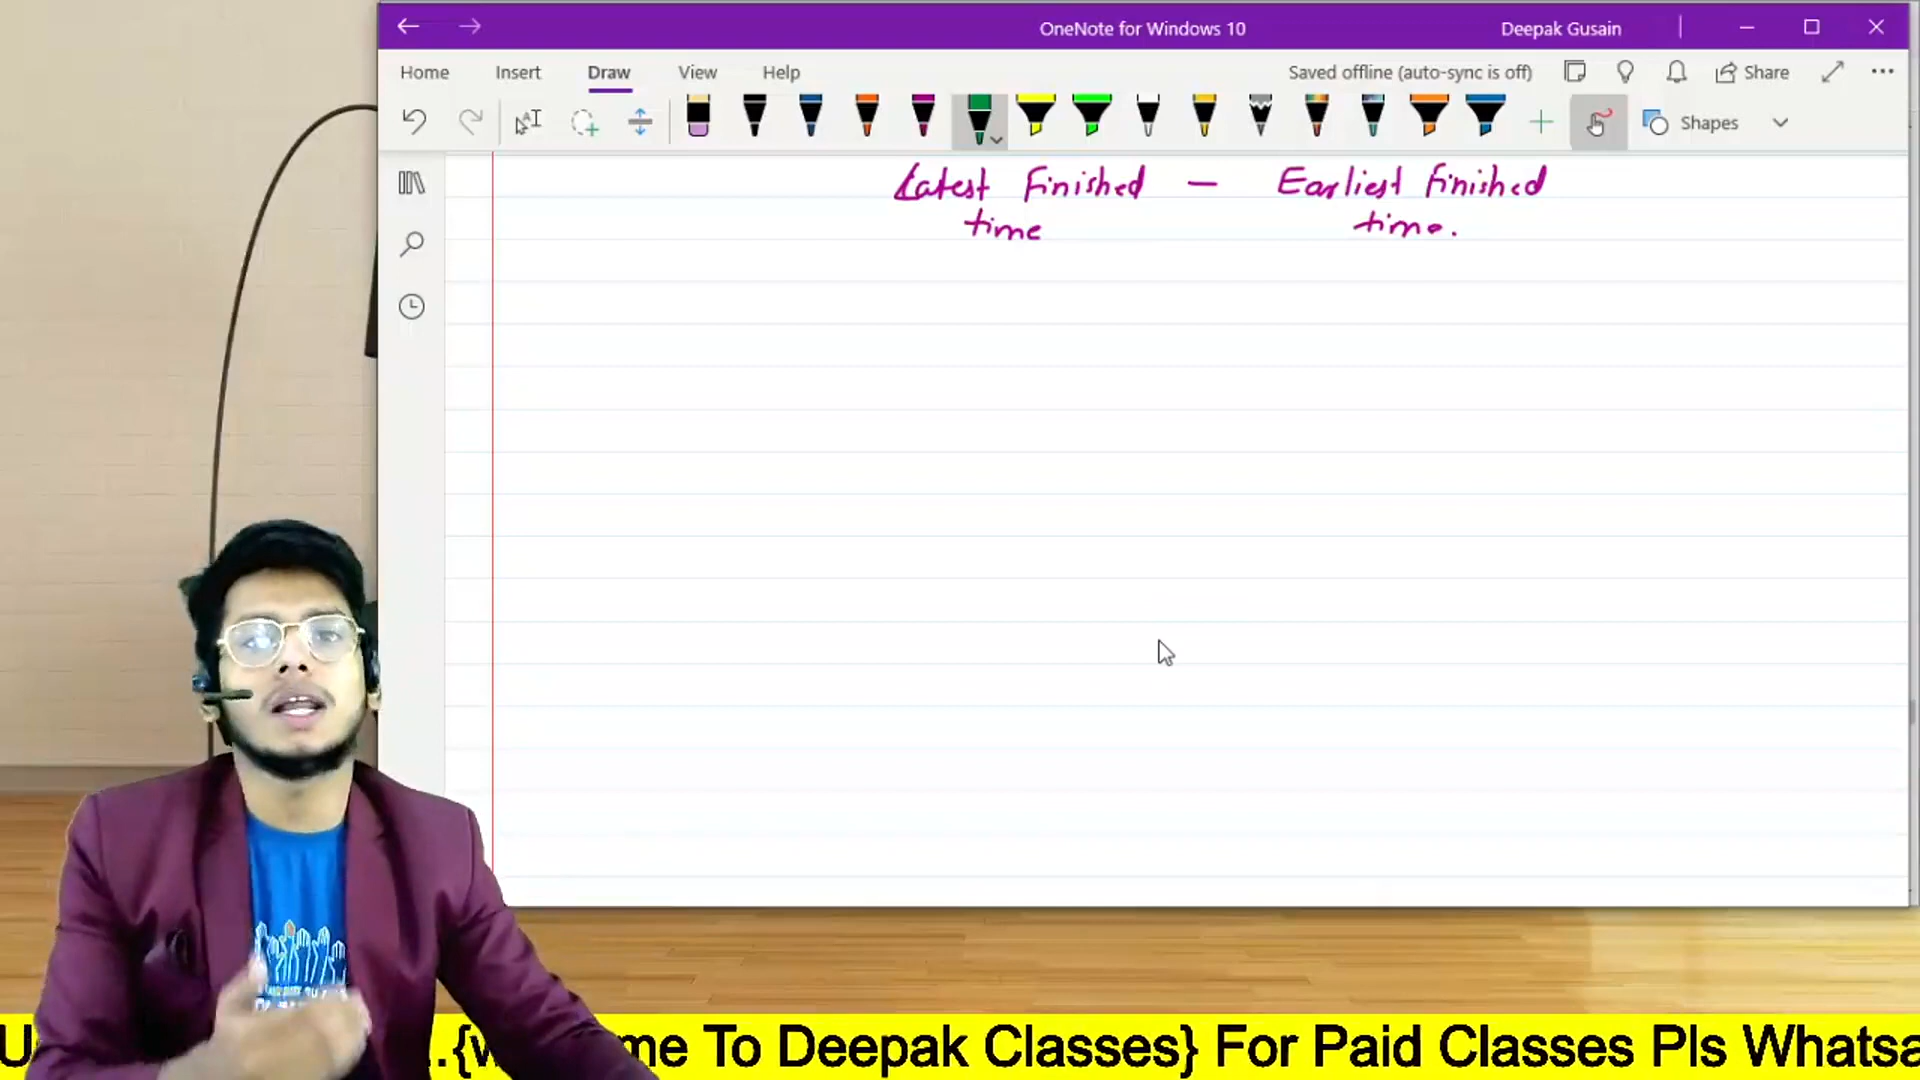 OneNote for Windows 10
Deepak Gusain
Home Insert Draw View Help
Saved offline (auto-sync is off)
Share
Shapes
Latest Finished — Earliest finished
time time.
me To Deepak Classes} For Paid Classes Pls Whatsa